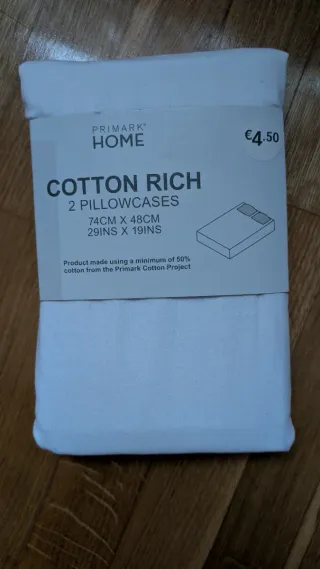 PRIMARK®
HOME
€4.50
COTTON RICH
2 PILLOWCASES
74CM X 48CM
29INS X 19INS
Product made using a minimum of 50%
cotton from the Primark Cotton Project